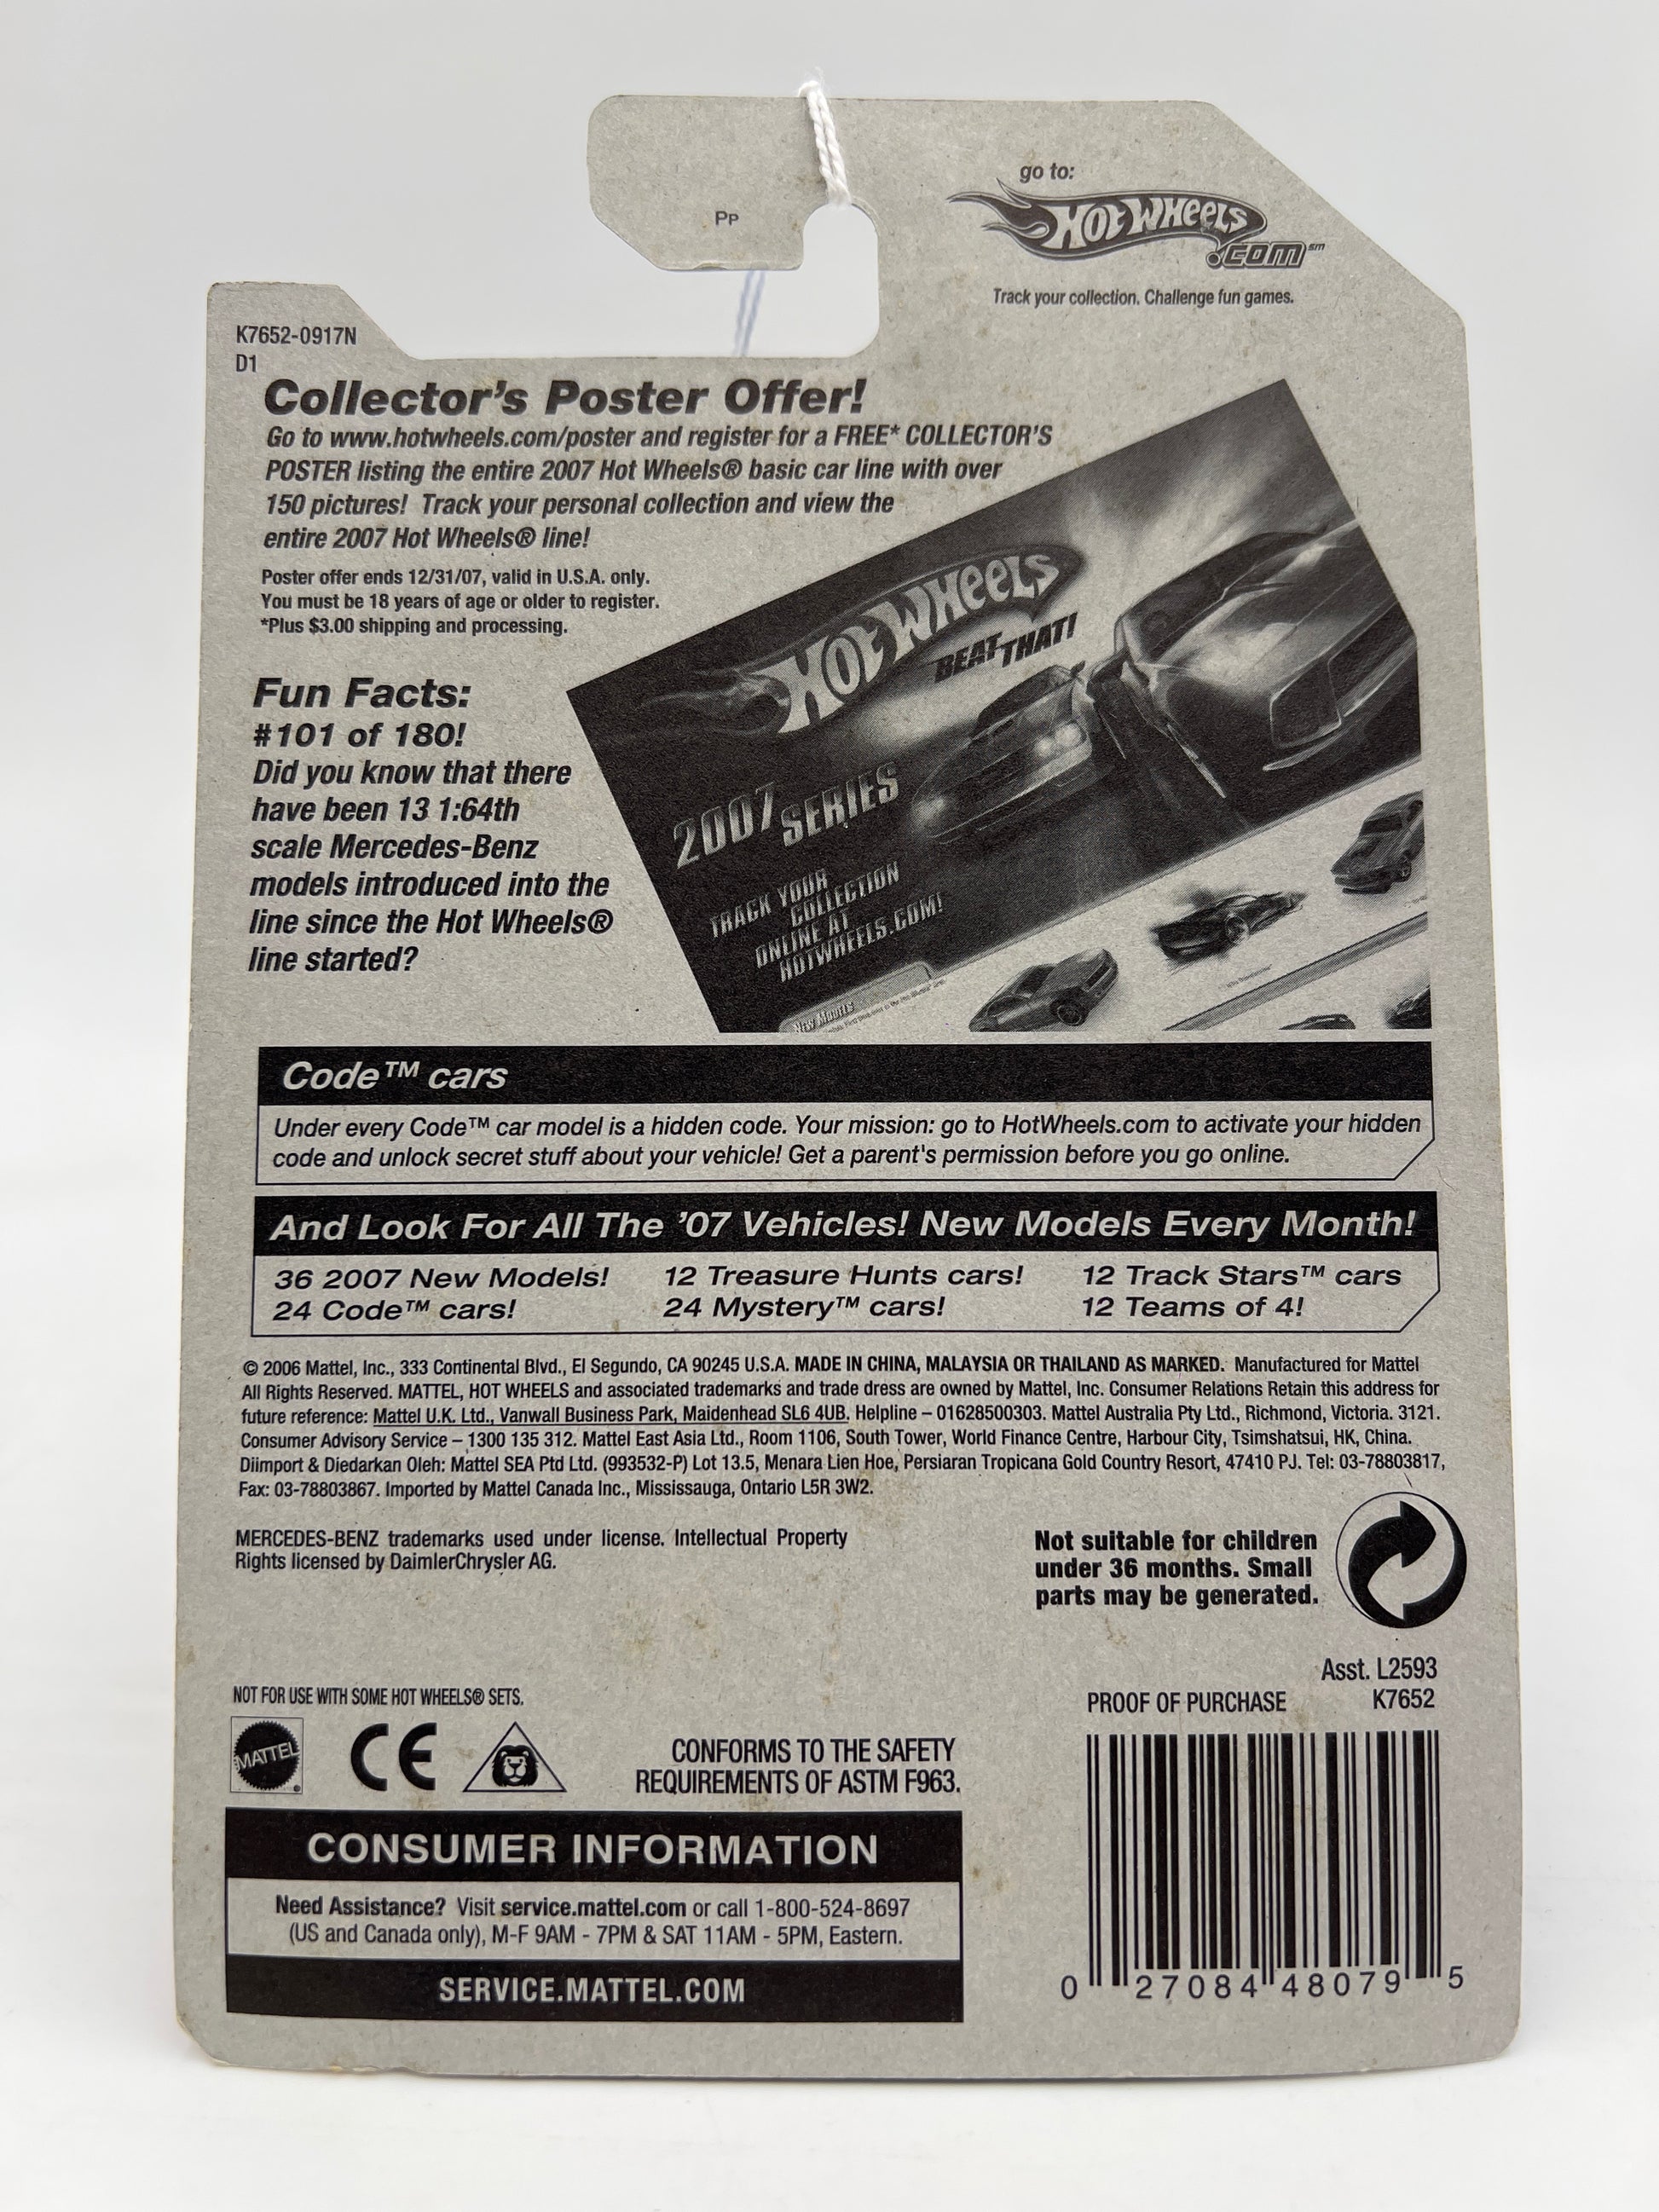 Pp
go to:
HOT WHEELS
.com℠
Track your collection. Challenge fun games.
K7652-0917N
D1
Collector's Poster Offer!
Go to www.hotwheels.com/poster and register for a FREE* COLLECTOR'S
POSTER listing the entire 2007 Hot Wheels® basic car line with over
150 pictures! Track your personal collection and view the
entire 2007 Hot Wheels® line!
Poster offer ends 12/31/07, valid in U.S.A. only.
You must be 18 years of age or older to register.
*Plus $3.00 shipping and processing.
HOT WHEELS
BEAT THAT!
2007 SERIES
TRACK YOUR
COLLECTION
ONLINE AT
HOTWHEELS.COM!
New Models
Fun Facts:
#101 of 180!
Did you know that there
have been 13 1:64th
scale Mercedes-Benz
models introduced into the
line since the Hot Wheels®
line started?
Code™ cars
Under every Code™ car model is a hidden code. Your mission: go to HotWheels.com to activate your hidden
code and unlock secret stuff about your vehicle! Get a parent's permission before you go online.
And Look For All The '07 Vehicles! New Models Every Month!
36 2007 New Models! 12 Treasure Hunts cars! 12 Track Stars™ cars
24 Code™ cars! 24 Mystery™ cars! 12 Teams of 4!
© 2006 Mattel, Inc., 333 Continental Blvd., El Segundo, CA 90245 U.S.A. MADE IN CHINA, MALAYSIA OR THAILAND AS MARKED. Manufactured for Mattel
All Rights Reserved. MATTEL, HOT WHEELS and associated trademarks and trade dress are owned by Mattel, Inc. Consumer Relations Retain this address for
future reference: Mattel U.K. Ltd., Vanwall Business Park, Maidenhead SL6 4UB. Helpline – 01628500303. Mattel Australia Pty Ltd., Richmond, Victoria. 3121.
Consumer Advisory Service – 1300 135 312. Mattel East Asia Ltd., Room 1106, South Tower, World Finance Centre, Harbour City, Tsimshatsui, HK, China.
Diimport & Diedarkan Oleh: Mattel SEA Ptd Ltd. (993532-P) Lot 13.5, Menara Lien Hoe, Persiaran Tropicana Gold Country Resort, 47410 PJ. Tel: 03-78803817,
Fax: 03-78803867. Imported by Mattel Canada Inc., Mississauga, Ontario L5R 3W2.
MERCEDES-BENZ trademarks used under license. Intellectual Property
Rights licensed by DaimlerChrysler AG.
Not suitable for children
under 36 months. Small
parts may be generated.
Asst. L2593
PROOF OF PURCHASE K7652
NOT FOR USE WITH SOME HOT WHEELS® SETS.
MATTEL
CE
CONFORMS TO THE SAFETY
REQUIREMENTS OF ASTM F963.
CONSUMER INFORMATION
Need Assistance? Visit service.mattel.com or call 1-800-524-8697
(US and Canada only), M-F 9AM - 7PM & SAT 11AM - 5PM, Eastern.
SERVICE.MATTEL.COM
0 27084 48079 5